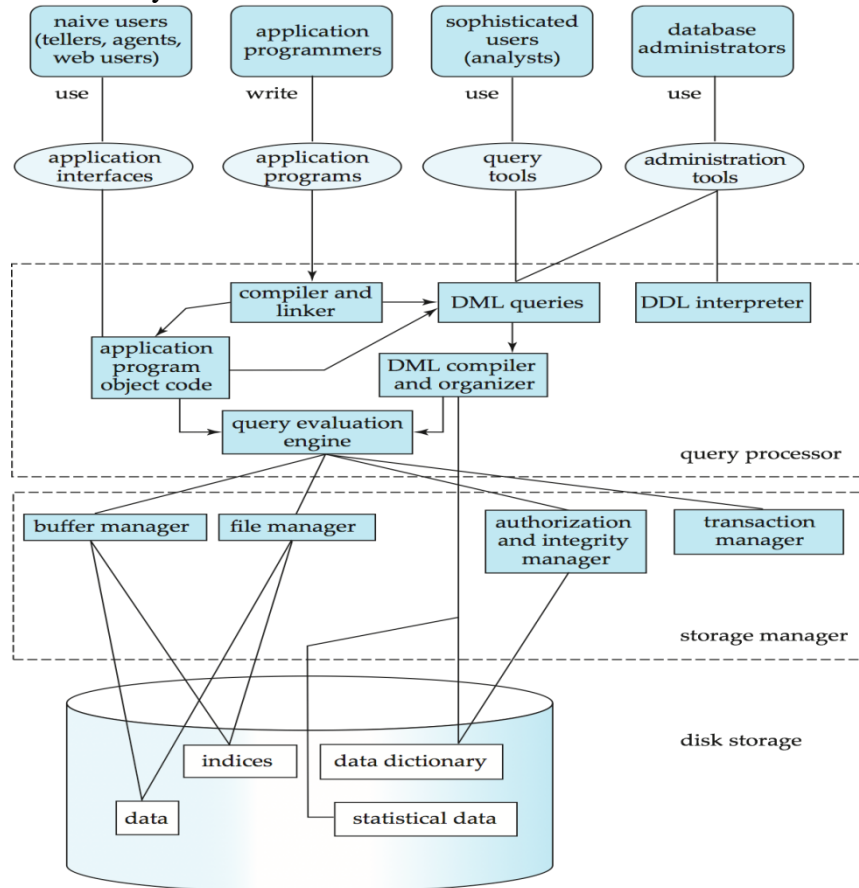 naive users
(tellers, agents,
web users)
application
programmers
sophisticated
users
(analysts)
database
administrators
use
write
use
use
application
interfaces
application
programs
query
tools
administration
tools
compiler and
linker
DML queries
DDL interpreter
application
program
object code
DML compiler
and organizer
query evaluation
engine
query processor
buffer manager
file manager
authorization
and integrity
manager
transaction
manager
storage manager
disk storage
indices
data dictionary
data
statistical data